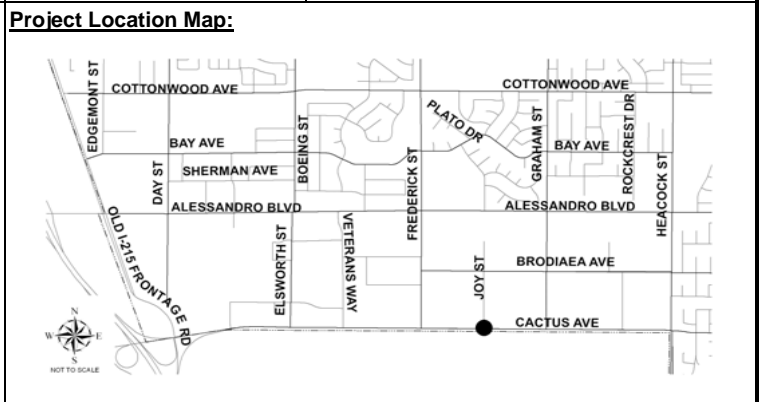 Project Location Map:
COTTONWOOD AVE
COTTONWOOD AVE
EDGEMONT ST
PLATO DR
ROCKCREST DR
BAY AVE
BOEING ST
GRAHAM ST
BAY AVE
DAY ST
SHERMAN AVE
FREDERICK ST
HEACOCK ST
ALESSANDRO BLVD
ALESSANDRO BLVD
OLD I-215 FRONTAGE RD
ELSWORTH ST
VETERANS WAY
JOY ST
BRODIAEA AVE
CACTUS AVE
N
W
E
S
NOT TO SCALE